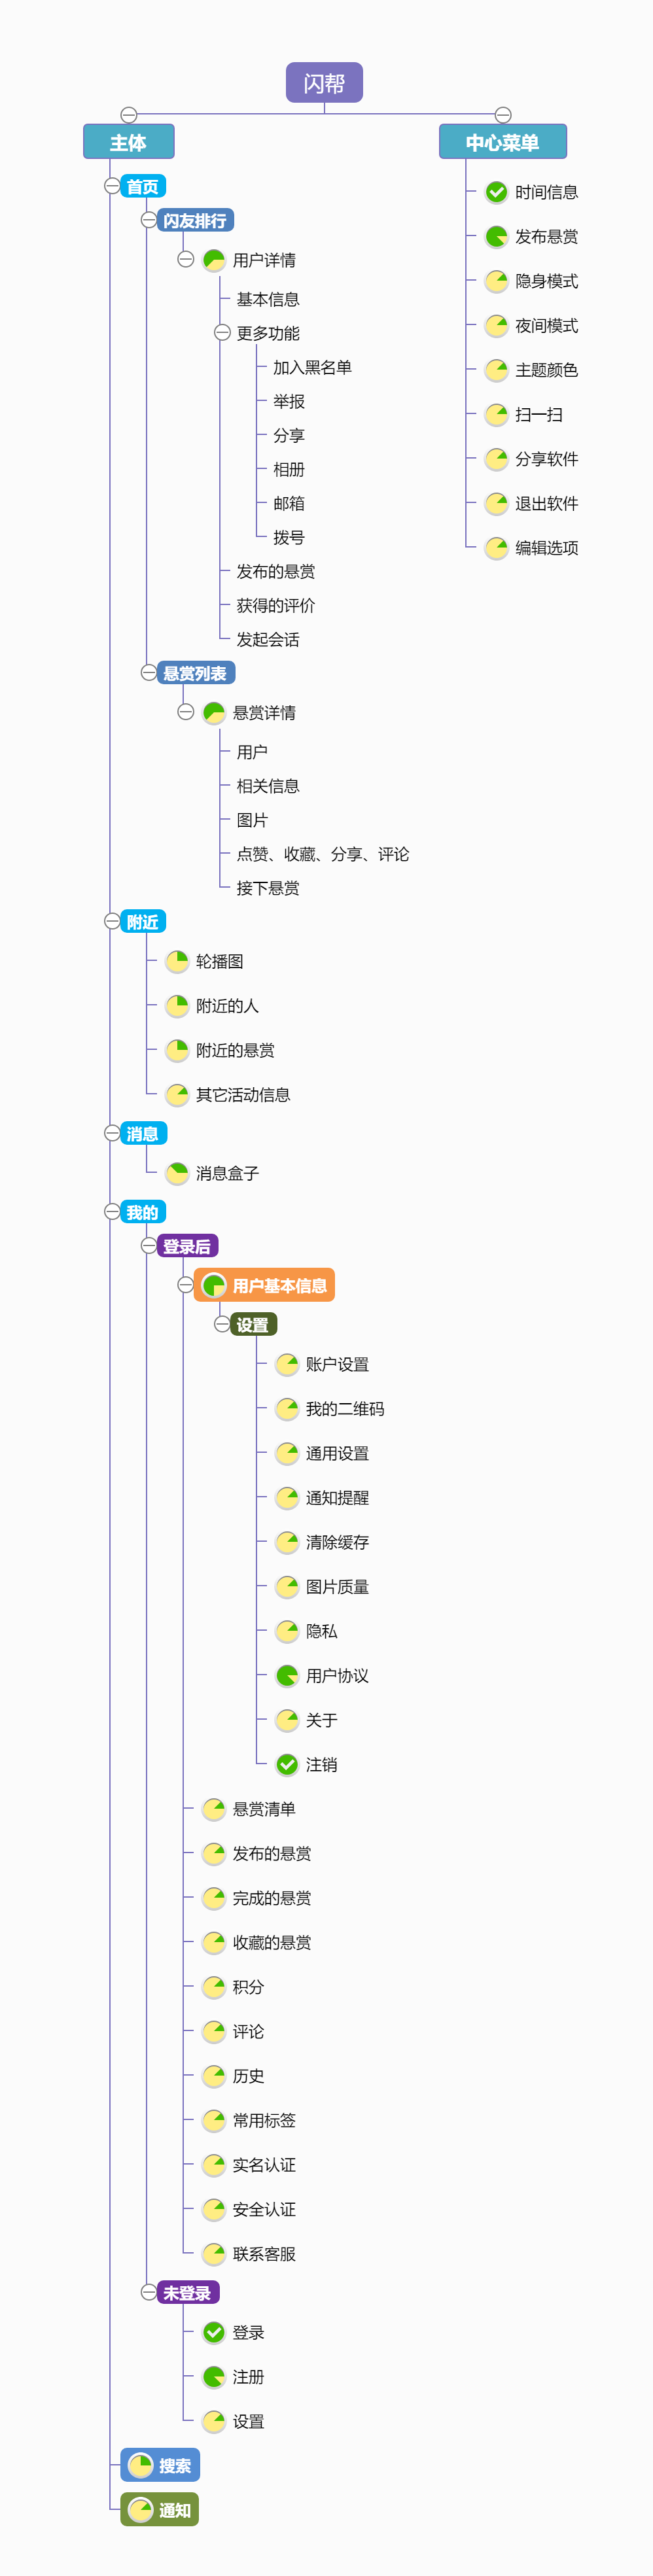 闪帮
主体
首页
闪友排行
用户详情
基本信息
更多功能
加入黑名单
举报
分享
相册
邮箱
拨号
发布的悬赏
获得的评价
发起会话
悬赏列表
悬赏详情
用户
相关信息
图片
点赞、收藏、分享、评论
接下悬赏
附近
轮播图
附近的人
附近的悬赏
其它活动信息
消息
消息盒子
我的
登录后
用户基本信息
设置
账户设置
我的二维码
通用设置
通知提醒
清除缓存
图片质量
隐私
用户协议
关于
注销
悬赏清单
发布的悬赏
完成的悬赏
收藏的悬赏
积分
评论
历史
常用标签
实名认证
安全认证
联系客服
未登录
登录
注册
设置
搜索
通知
中心菜单
时间信息
发布悬赏
隐身模式
夜间模式
主题颜色
扫一扫
分享软件
退出软件
编辑选项